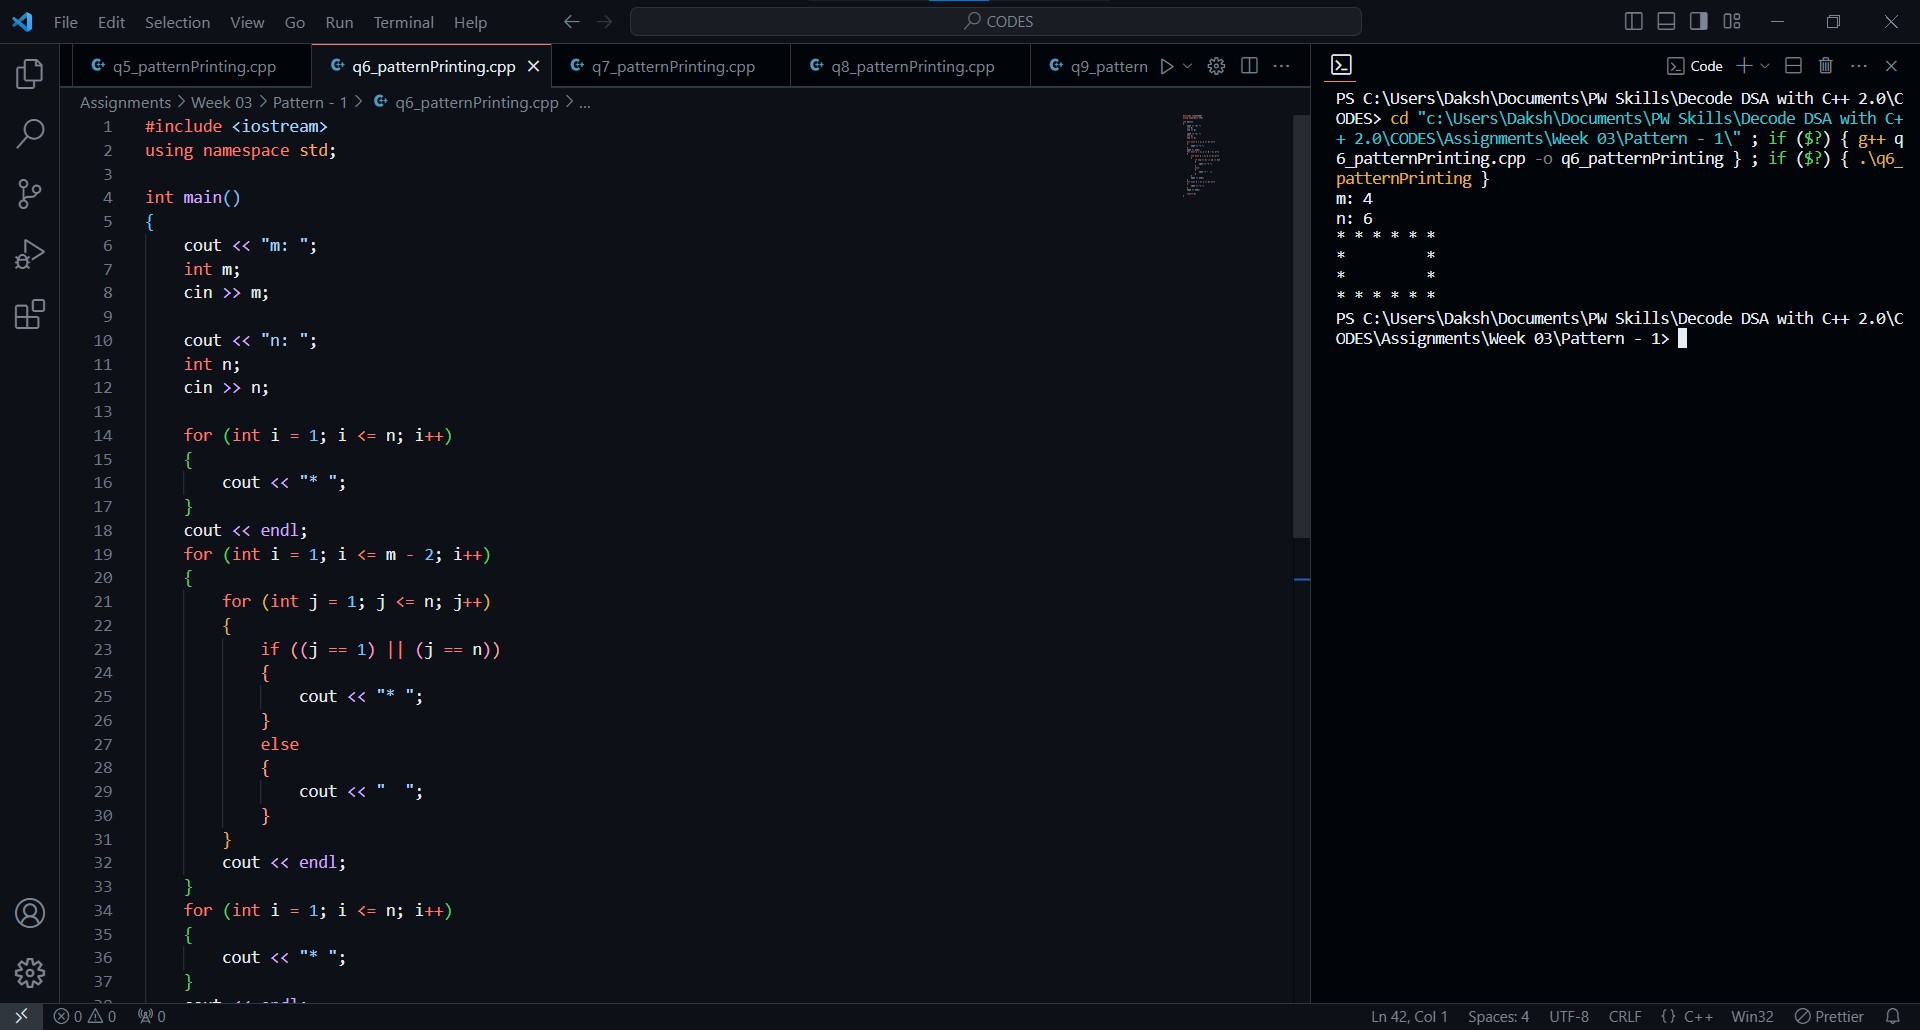 File Edit Selection View Go Run Terminal Help
CODES
q5_patternPrinting.cpp
q6_patternPrinting.cpp
q7_patternPrinting.cpp
q8_patternPrinting.cpp
q9_pattern
Assignments > Week 03 > Pattern - 1 > q6_patternPrinting.cpp > ...
1 #include <iostream>
2 using namespace std;
3
4 int main()
5 {
6     cout << "m: ";
7     int m;
8     cin >> m;
9
10     cout << "n: ";
11     int n;
12     cin >> n;
13
14     for (int i = 1; i <= n; i++)
15     {
16         cout << "* ";
17     }
18     cout << endl;
19     for (int i = 1; i <= m - 2; i++)
20     {
21         for (int j = 1; j <= n; j++)
22         {
23             if ((j == 1) || (j == n))
24             {
25                 cout << "* ";
26             }
27             else
28             {
29                 cout << "  ";
30             }
31         }
32         cout << endl;
33     }
34     for (int i = 1; i <= n; i++)
35     {
36         cout << "* ";
37     }
38     cout << endl;
Code
PS C:\Users\Daksh\Documents\PW Skills\Decode DSA with C++ 2.0\C
ODES> cd "c:\Users\Daksh\Documents\PW Skills\Decode DSA with C+
+ 2.0\CODES\Assignments\Week 03\Pattern - 1\" ; if ($?) { g++ q
6_patternPrinting.cpp -o q6_patternPrinting } ; if ($?) { .\q6_
patternPrinting }
m: 4
n: 6
* * * * * *
*         *
*         *
* * * * * *
PS C:\Users\Daksh\Documents\PW Skills\Decode DSA with C++ 2.0\C
ODES\Assignments\Week 03\Pattern - 1>
0 0 0
Ln 42, Col 1 Spaces: 4 UTF-8 CRLF {} C++ Win32 Prettier